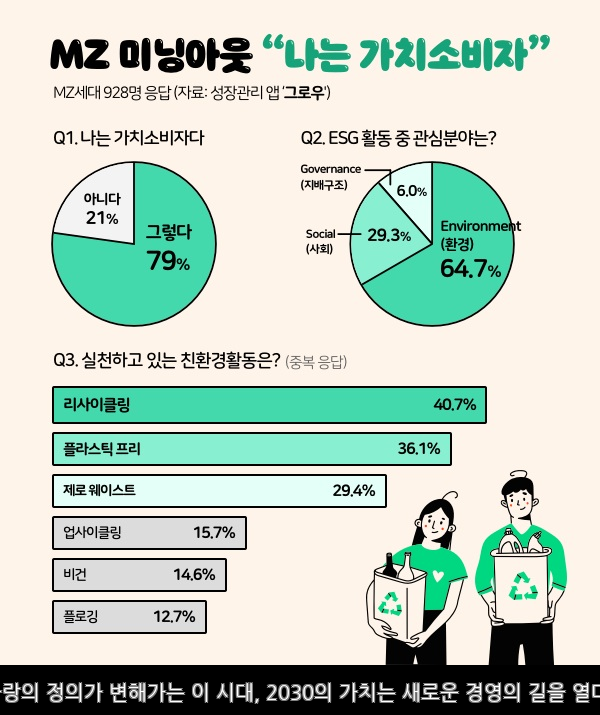 MZ 미닝아웃 “나는 가치소비자”
MZ세대 928명 응답 (자료: 성장관리 앱 ‘그로우’)
Q1. 나는 가치소비자다
아니다
21%
그렇다
79%
Q2. ESG 활동 중 관심분야는?
Governance
(지배구조)
6.0%
Social
(사회)
29.3%
Environment
(환경)
64.7%
Q3. 실천하고 있는 친환경활동은? (중복 응답)
리사이클링 40.7%
플라스틱 프리 36.1%
제로 웨이스트 29.4%
업사이클링 15.7%
비건 14.6%
플로깅 12.7%
랑의 정의가 변해가는 이 시대, 2030의 가치는 새로운 경영의 길을 열다